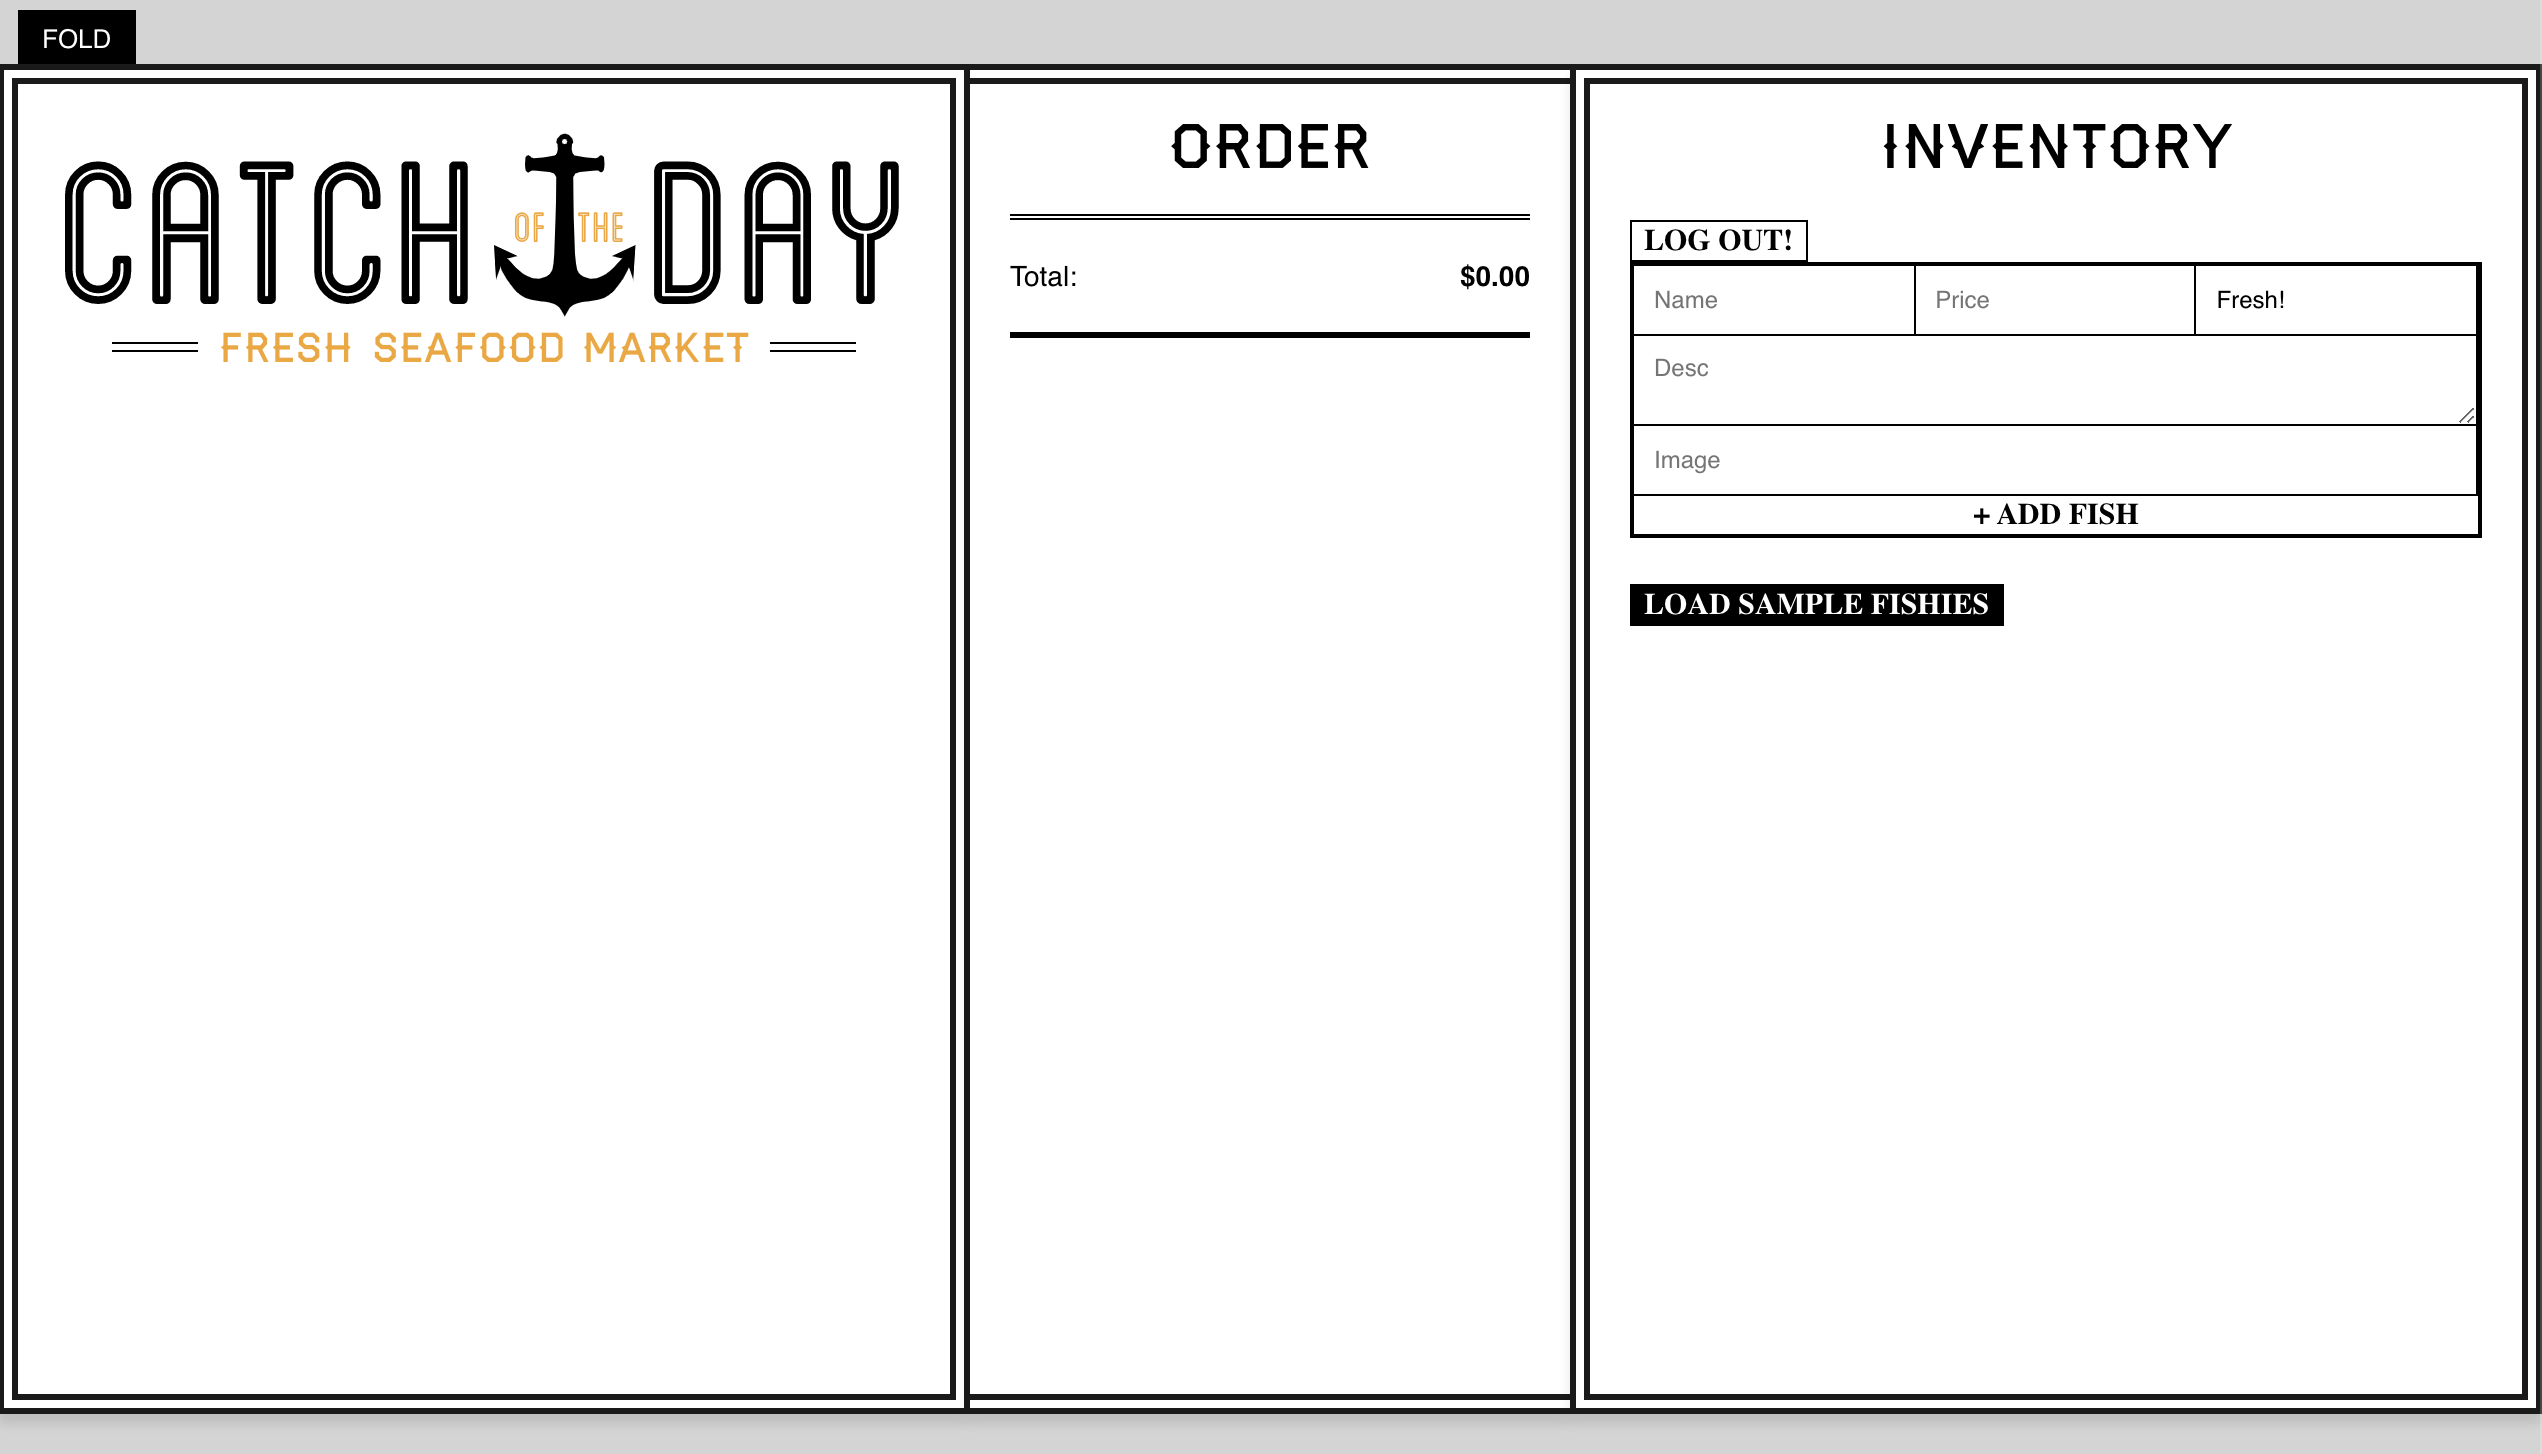 FOLD
CATCH OF THE DAY
FRESH SEAFOOD MARKET
ORDER
Total: $0.00
INVENTORY
LOG OUT!
Name Price Fresh!
Desc
Image
+ ADD FISH
LOAD SAMPLE FISHIES